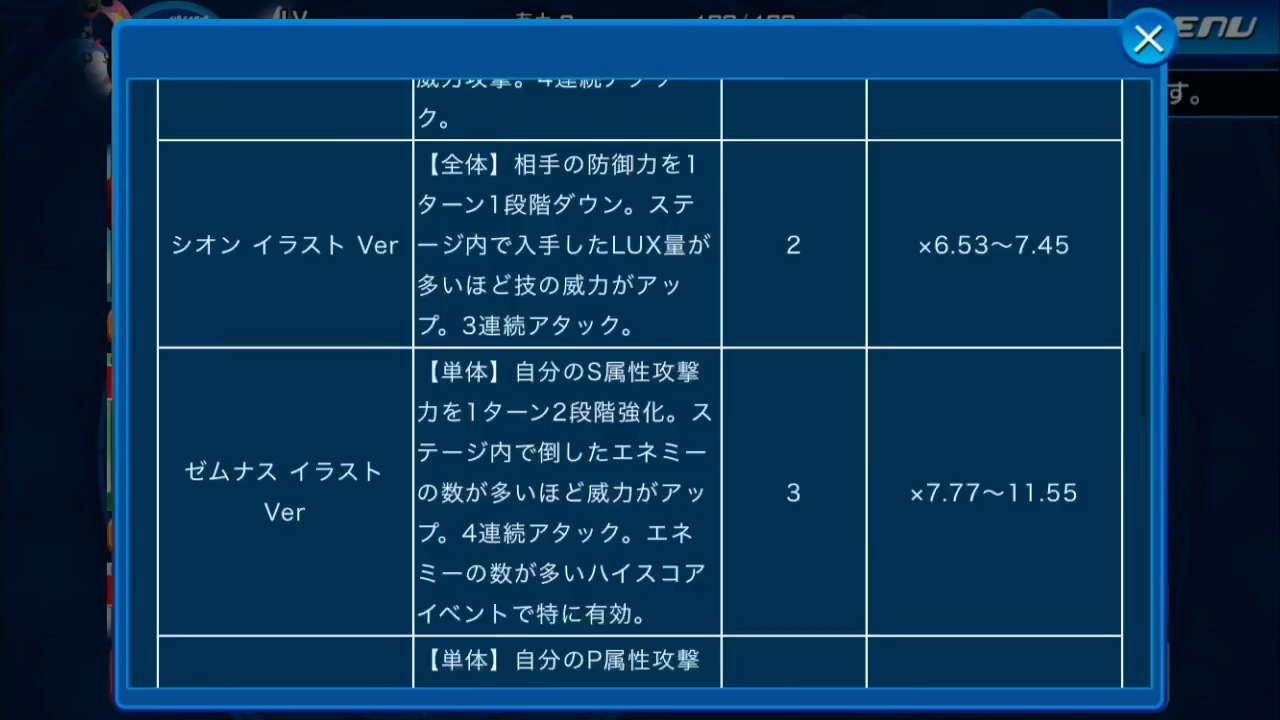 LV
ENU
す。
ク。
シオン イラスト Ver
【全体】相手の防御力を1
ターン1段階ダウン。ステ
ージ内で入手したLUX量が
多いほど技の威力がアッ
プ。3連続アタック。
2
×6.53〜7.45
ゼムナス イラスト
Ver
【単体】自分のS属性攻撃
力を1ターン2段階強化。ス
テージ内で倒したエネミー
の数が多いほど威力がアッ
プ。4連続アタック。エネ
ミーの数が多いハイスコア
イベントで特に有効。
3
×7.77〜11.55
【単体】自分のP属性攻撃